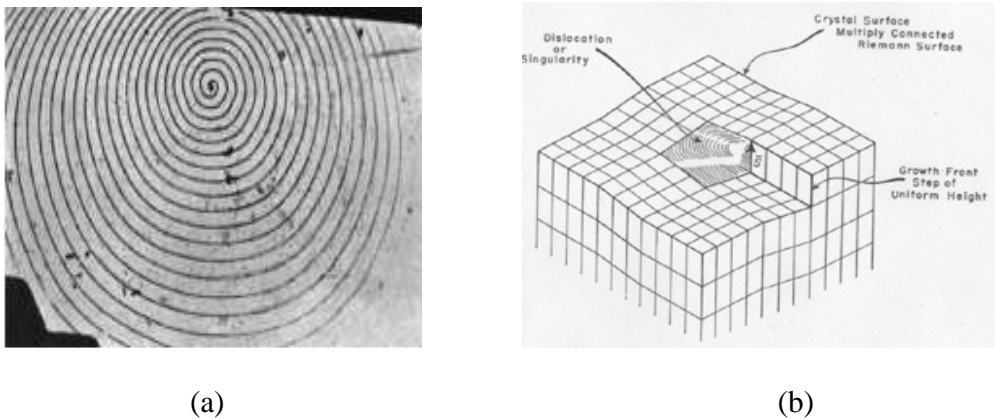 Crystal Surface
Multiply Connected
Riemann Surface
Dislocation
or
Singularity
S
Growth Front
Step of
Uniform Height
(a)
(b)